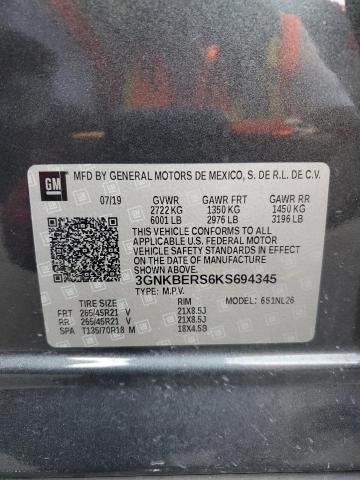 GM
MFD BY GENERAL MOTORS DE MEXICO, S. DE R.L. DE C.V.
07/19 GVWR GAWR FRT GAWR RR
2722 KG 1350 KG 1450 KG
6001 LB 2976 LB 3196 LB
THIS VEHICLE CONFORMS TO ALL APPLICABLE
U.S. FEDERAL MOTOR
VEHICLE SAFETY STANDARDS IN
EFFECT ON THE DATE OF
MANUFACTURE SHOWN ABOVE.
3GNKBERS6KS694345
TYPE: M.P.V.
TIRE SIZE SPEED RTG RIM MODEL: 651NL26
FRT 265/45R21 V 21X8.5J
RR 265/45R21 V 21X8.5J
SPA T135/70R18 M 18X4.5B